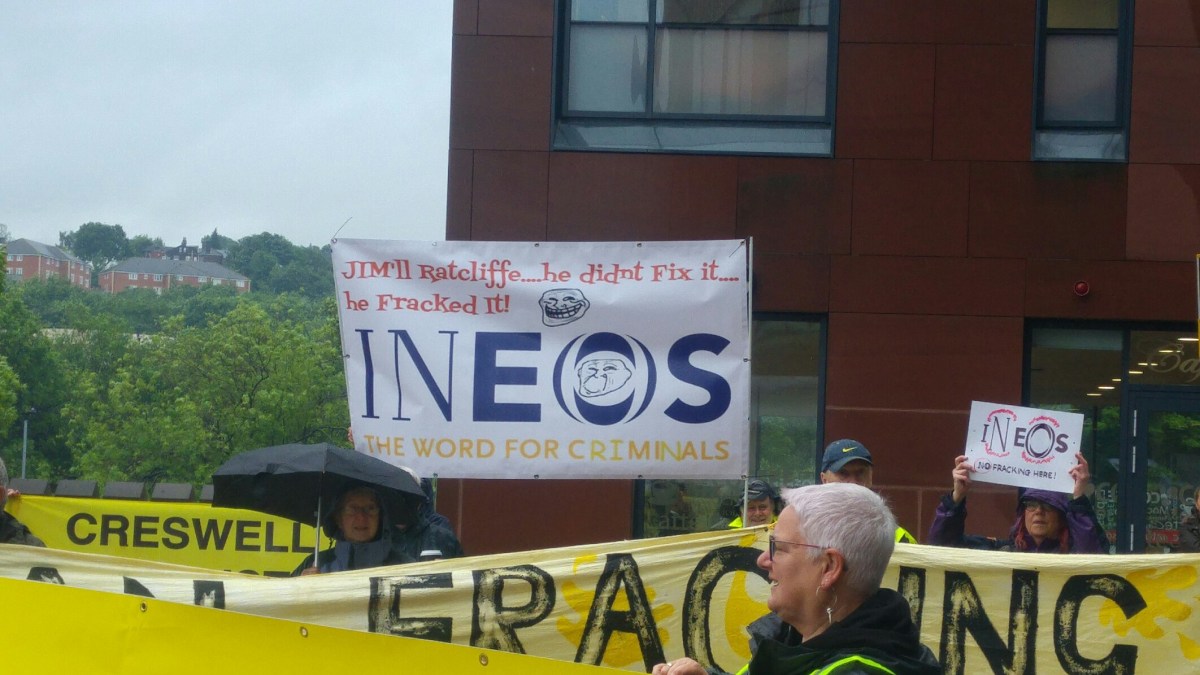 JIM'll Ratcliffe....he didnt Fix it....
he Fracked It!
INEOS
THE WORD FOR CRIMINALS
INEOS
(NO FRACKING HERE!)
CRESWELL
FRACKING